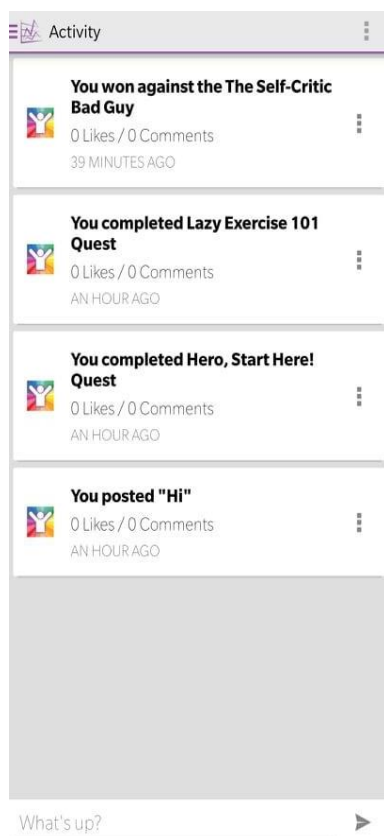 Activity
You won against the The Self-Critic
Bad Guy
0 Likes / 0 Comments
39 MINUTES AGO
You completed Lazy Exercise 101
Quest
0 Likes / 0 Comments
AN HOUR AGO
You completed Hero, Start Here!
Quest
0 Likes / 0 Comments
AN HOUR AGO
You posted "Hi"
0 Likes / 0 Comments
AN HOUR AGO
What's up?